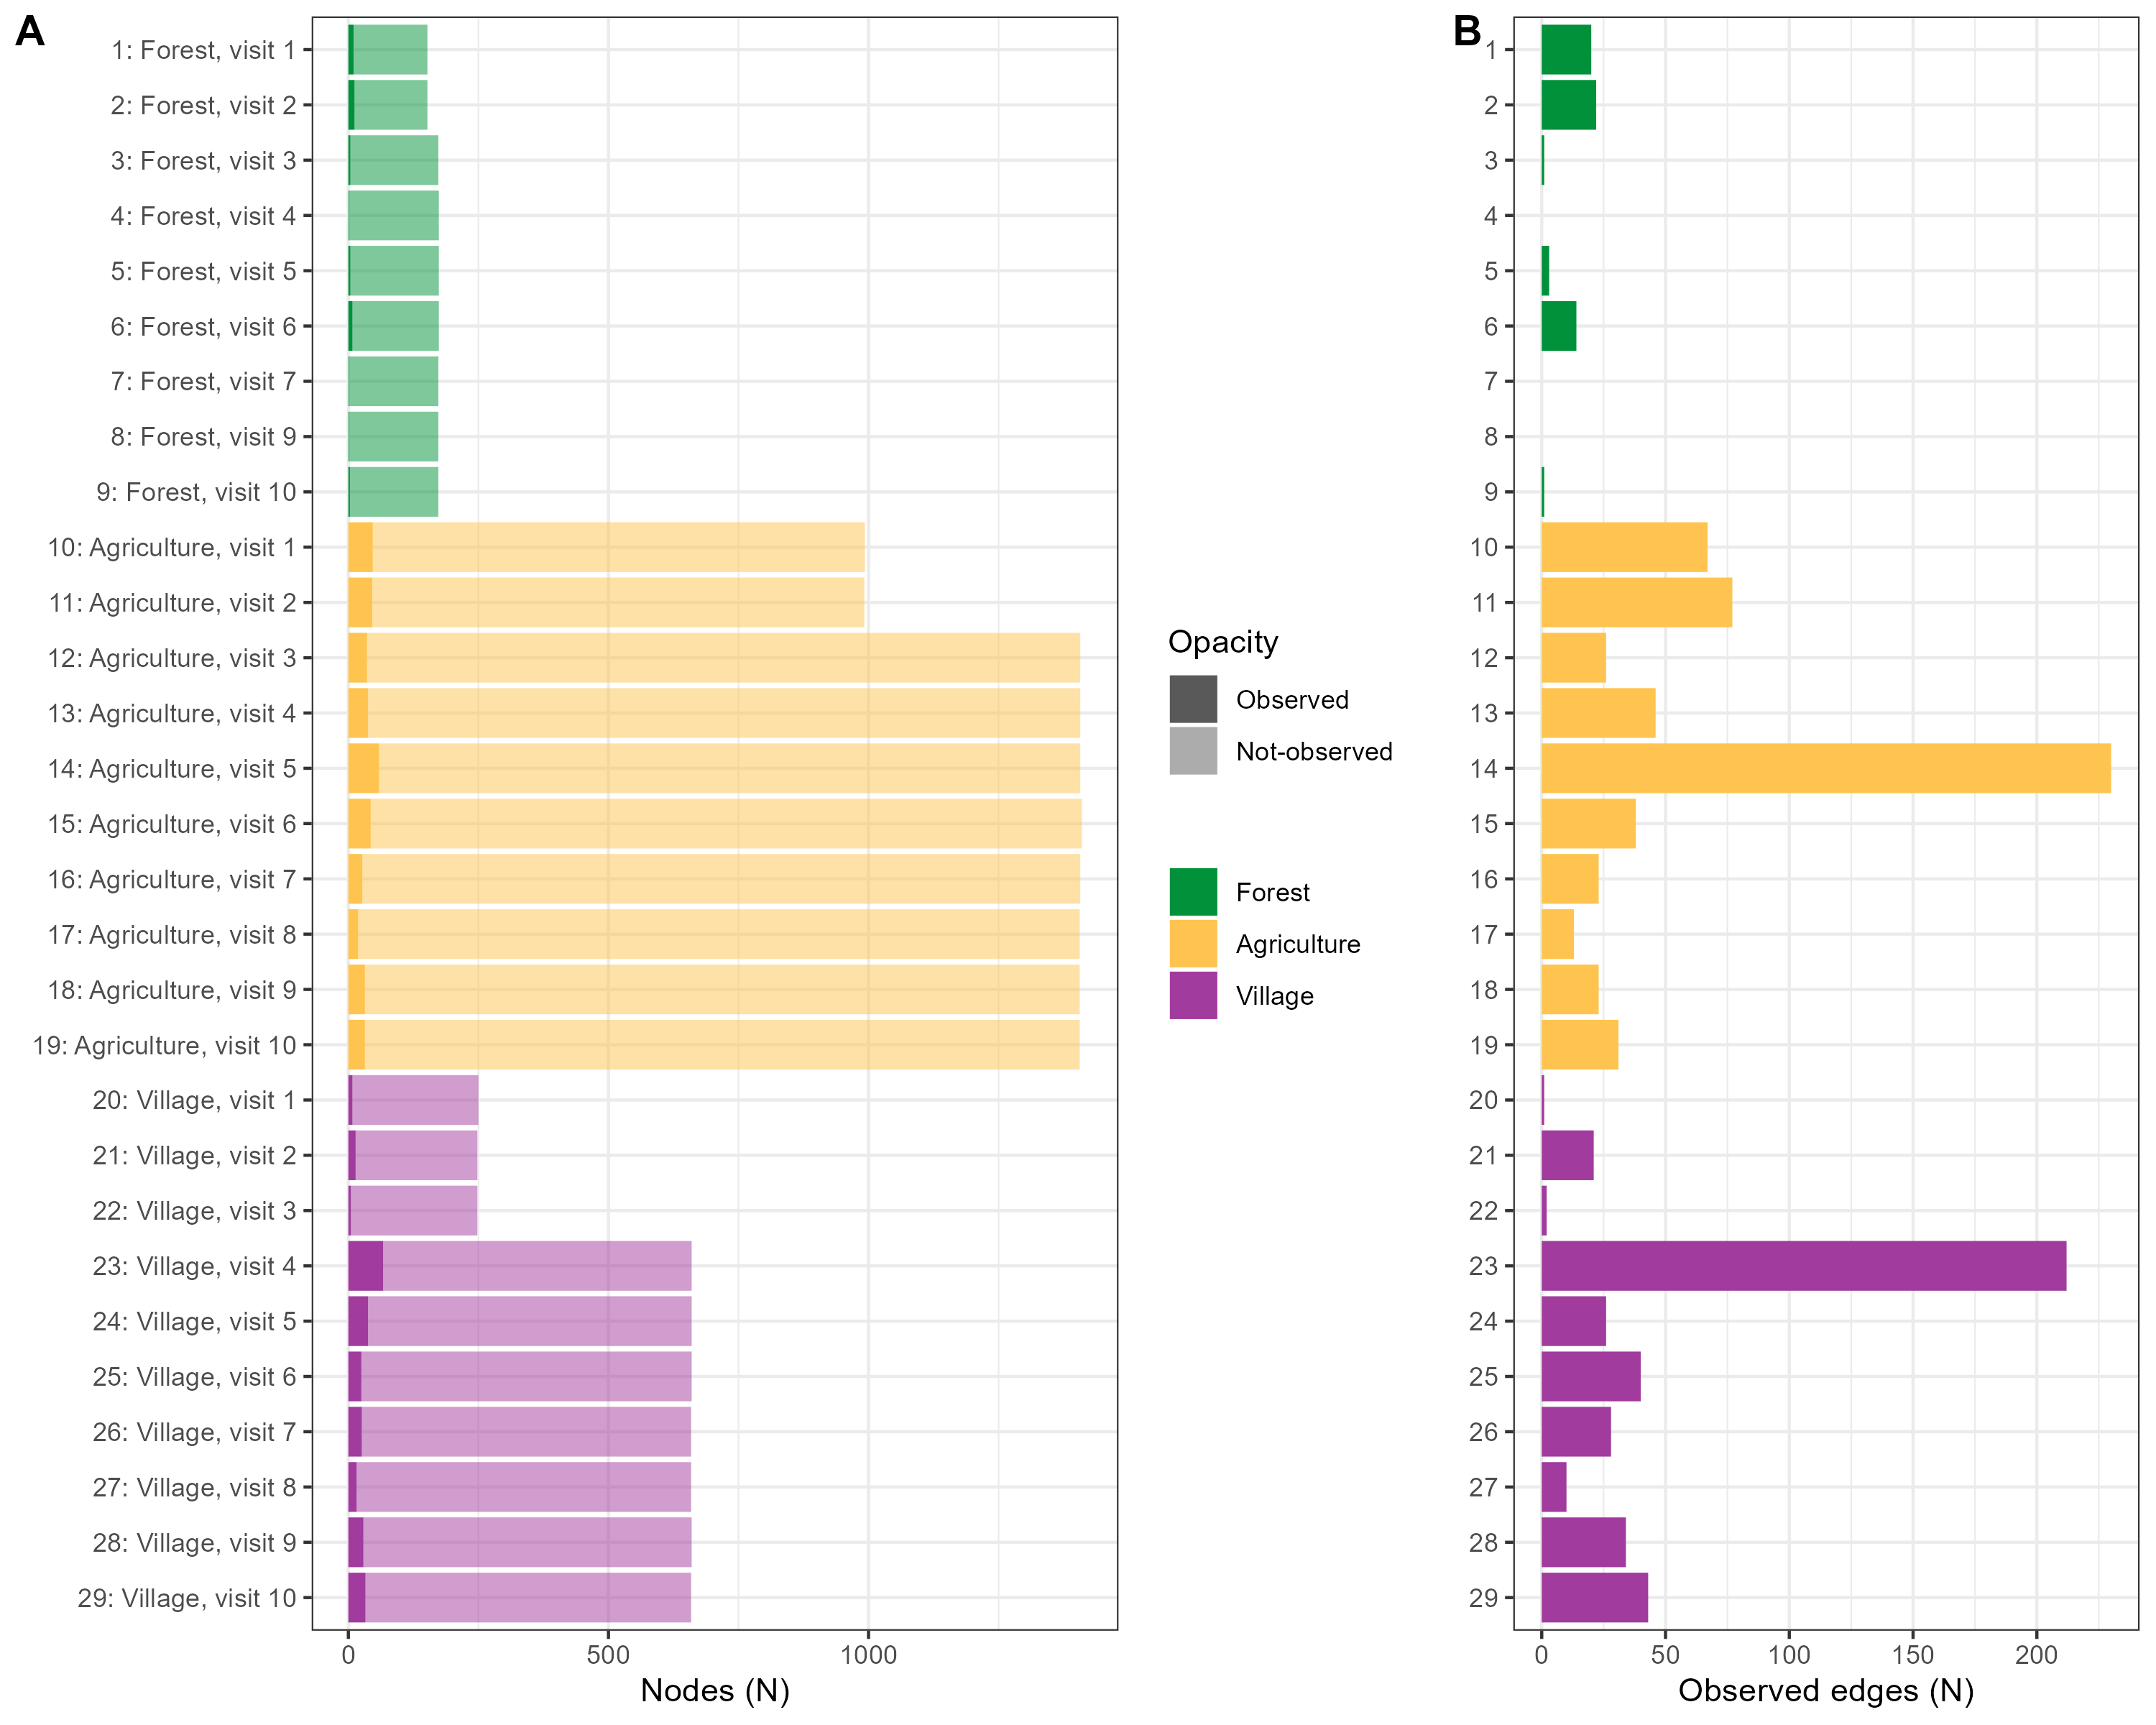 A
1: Forest, visit 1
2: Forest, visit 2
3: Forest, visit 3
4: Forest, visit 4
5: Forest, visit 5
6: Forest, visit 6
7: Forest, visit 7
8: Forest, visit 9
9: Forest, visit 10
10: Agriculture, visit 1
11: Agriculture, visit 2
12: Agriculture, visit 3
13: Agriculture, visit 4
14: Agriculture, visit 5
15: Agriculture, visit 6
16: Agriculture, visit 7
17: Agriculture, visit 8
18: Agriculture, visit 9
19: Agriculture, visit 10
20: Village, visit 1
21: Village, visit 2
22: Village, visit 3
23: Village, visit 4
24: Village, visit 5
25: Village, visit 6
26: Village, visit 7
27: Village, visit 8
28: Village, visit 9
29: Village, visit 10
0 500 1000
Nodes (N)
Opacity
Observed
Not-observed
Forest
Agriculture
Village
B
1
2
3
4
5
6
7
8
9
10
11
12
13
14
15
16
17
18
19
20
21
22
23
24
25
26
27
28
29
0 50 100 150 200
Observed edges (N)